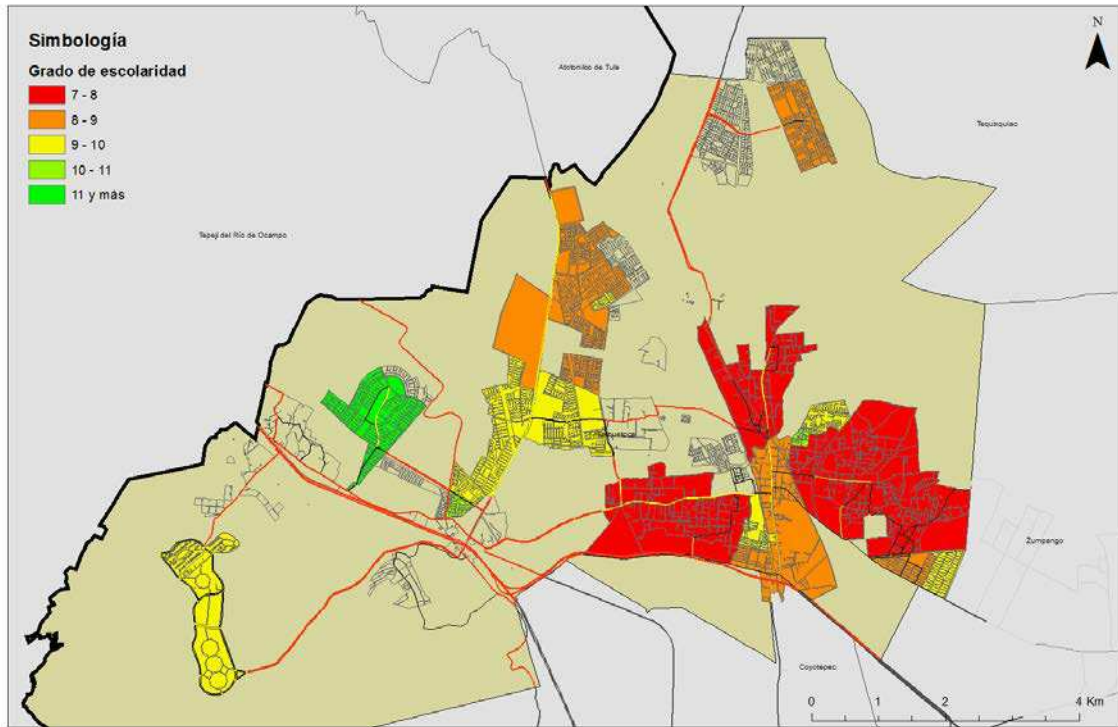 Simbología
Grado de escolaridad
7 - 8
8 - 9
9 - 10
10 - 11
11 y más
N
Atotonilco de Tula
Tequixquiac
Tepeji del Río de Ocampo
Zumpango
Coyotepec
0 1 2 4 Km